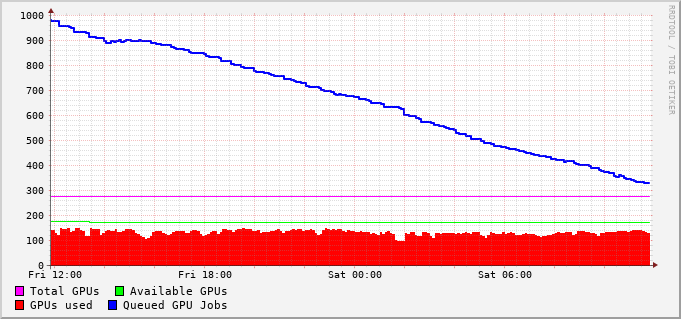 1000
900
800
700
600
500
400
300
200
100
0
Fri 12:00 Fri 18:00 Sat 00:00 Sat 06:00
Total GPUs Available GPUs
GPUs used Queued GPU Jobs
RRDTOOL / TOBI OETIKER